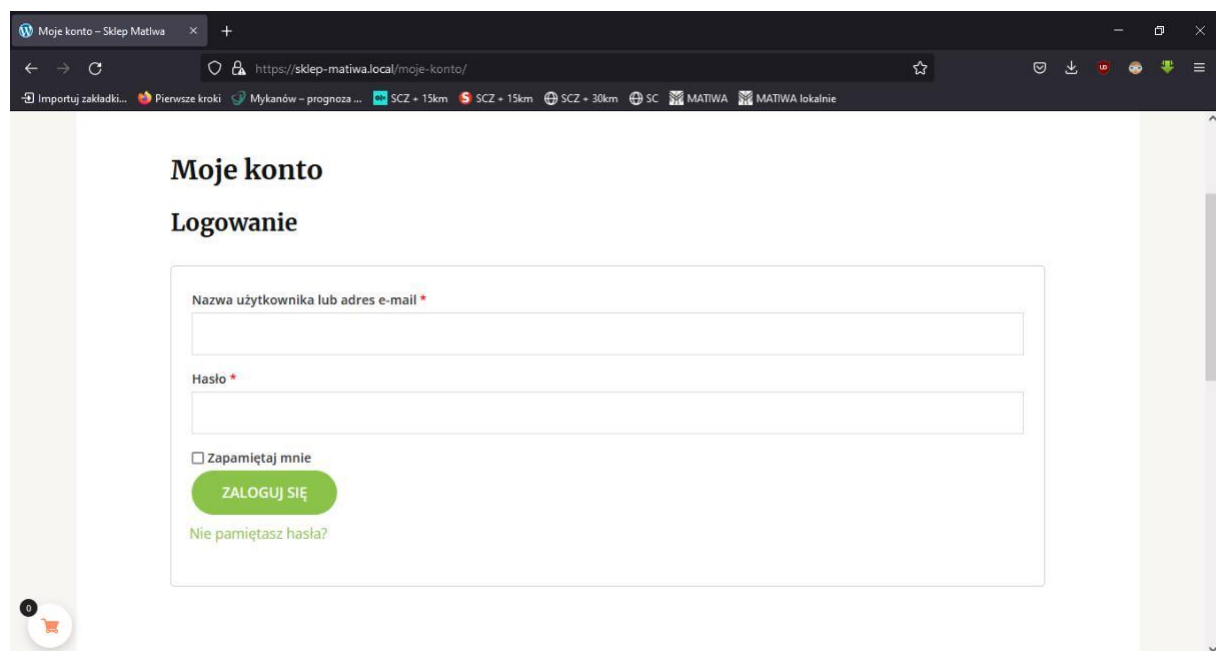 Moje konto – Sklep MatIwa
https://sklep-matiwa.local/moje-konto/
Importuj zakładki... Pierwsze kroki Mykanów – prognoza ... SCZ + 15km SCZ + 15km SCZ + 30km SC MATIWA MATIWA lokalnie
Moje konto
Logowanie
Nazwa użytkownika lub adres e-mail *
Hasło *
Zapamiętaj mnie
ZALOGUJ SIĘ
Nie pamiętasz hasła?
0